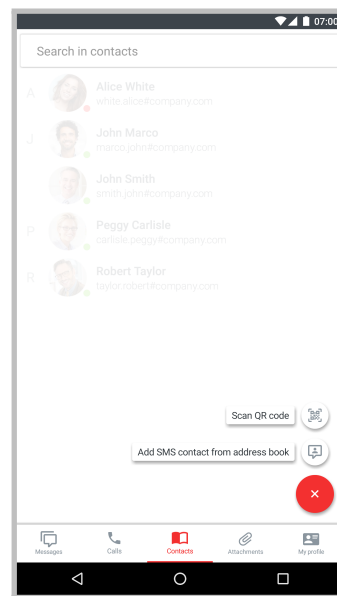 07:00
Search in contacts
A
Alice White
white.alice#company.com
J
John Marco
marco.john#company.com
John Smith
smith.john#company.com
P
Peggy Carlisle
carlisle.peggy#company.com
R
Robert Taylor
taylor.robert#company.com
Scan QR code
Add SMS contact from address book
Messages
Calls
Contacts
Attachments
My profile